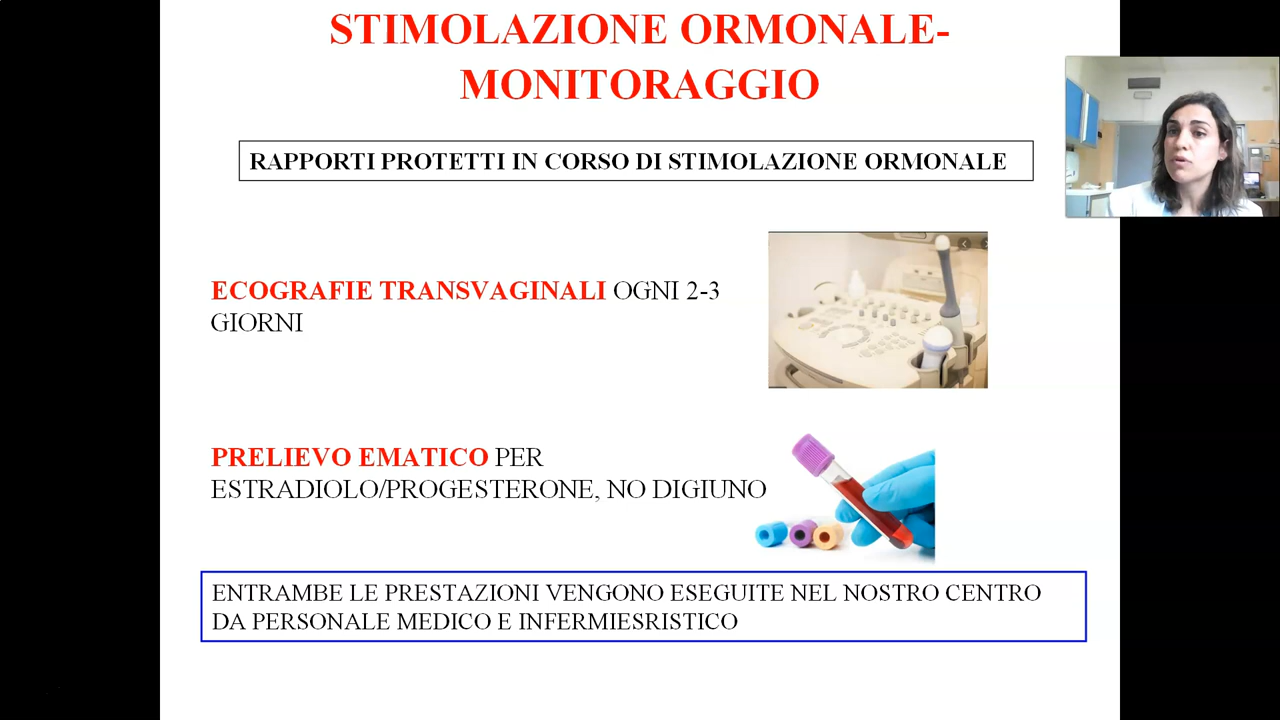 STIMOLAZIONE ORMONALE-
MONITORAGGIO
RAPPORTI PROTETTI IN CORSO DI STIMOLAZIONE ORMONALE
ECOGRAFIE TRANSVAGINALI OGNI 2-3
GIORNI
PRELIEVO EMATICO PER
ESTRADIOLO/PROGESTERONE, NO DIGIUNO
ENTRAMBE LE PRESTAZIONI VENGONO ESEGUITE NEL NOSTRO CENTRO
DA PERSONALE MEDICO E INFERMIESRISTICO